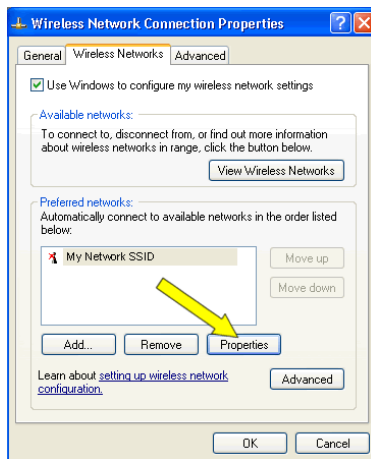 Wireless Network Connection Properties
General Wireless Networks Advanced
Use Windows to configure my wireless network settings
Available networks:
To connect to, disconnect from, or find out more information
about wireless networks in range, click the button below.
View Wireless Networks
Preferred networks:
Automatically connect to available networks in the order listed
below:
My Network SSID
Move up
Move down
Add... Remove Properties
Learn about setting up wireless network
configuration.
Advanced
OK Cancel